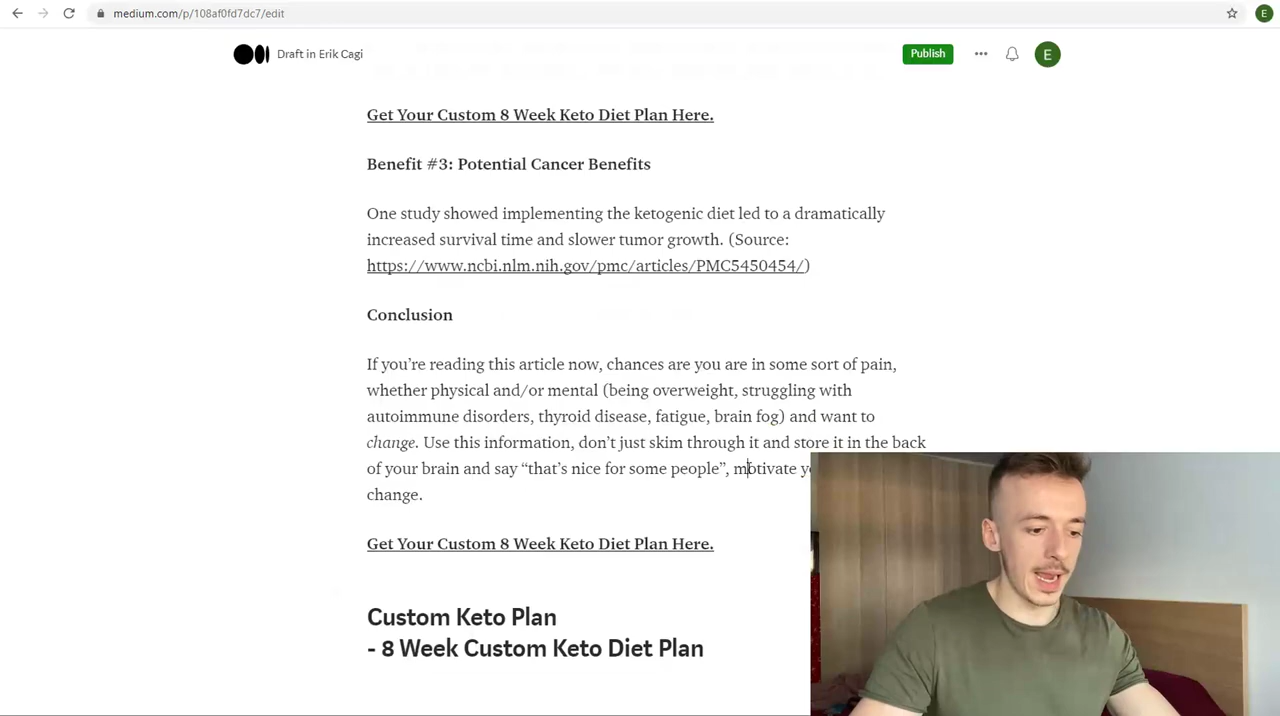 medium.com/p/108af0fd7dc7/edit
E
Draft in Erik Cagi
Publish
E
Get Your Custom 8 Week Keto Diet Plan Here.
Benefit #3: Potential Cancer Benefits
One study showed implementing the ketogenic diet led to a dramatically
increased survival time and slower tumor growth. (Source:
https://www.ncbi.nlm.nih.gov/pmc/articles/PMC5450454/)
Conclusion
If you’re reading this article now, chances are you are in some sort of pain,
whether physical and/or mental (being overweight, struggling with
autoimmune disorders, thyroid disease, fatigue, brain fog) and want to
change. Use this information, don’t just skim through it and store it in the back
of your brain and say “that’s nice for some people”, motivate
change.
Get Your Custom 8 Week Keto Diet Plan Here.
Custom Keto Plan
- 8 Week Custom Keto Diet Plan